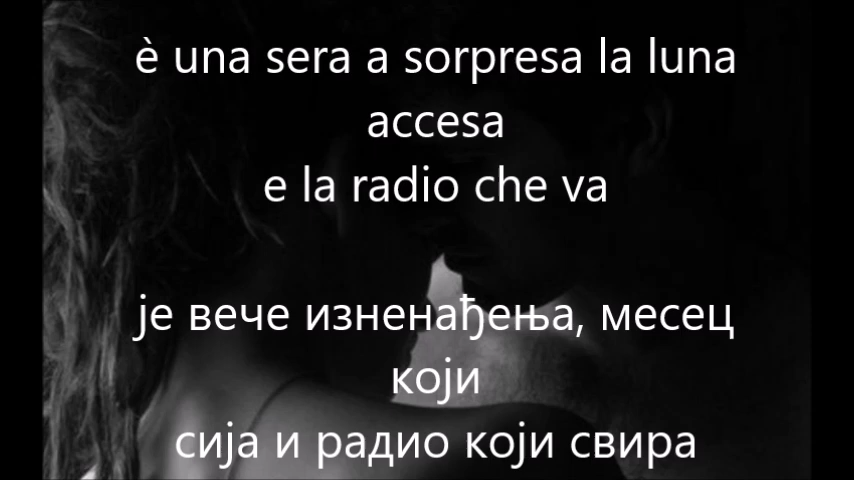 è una sera a sorpresa la luna
accesa
e la radio che va
је вече изненађења, месец
који
сија и радио који свира